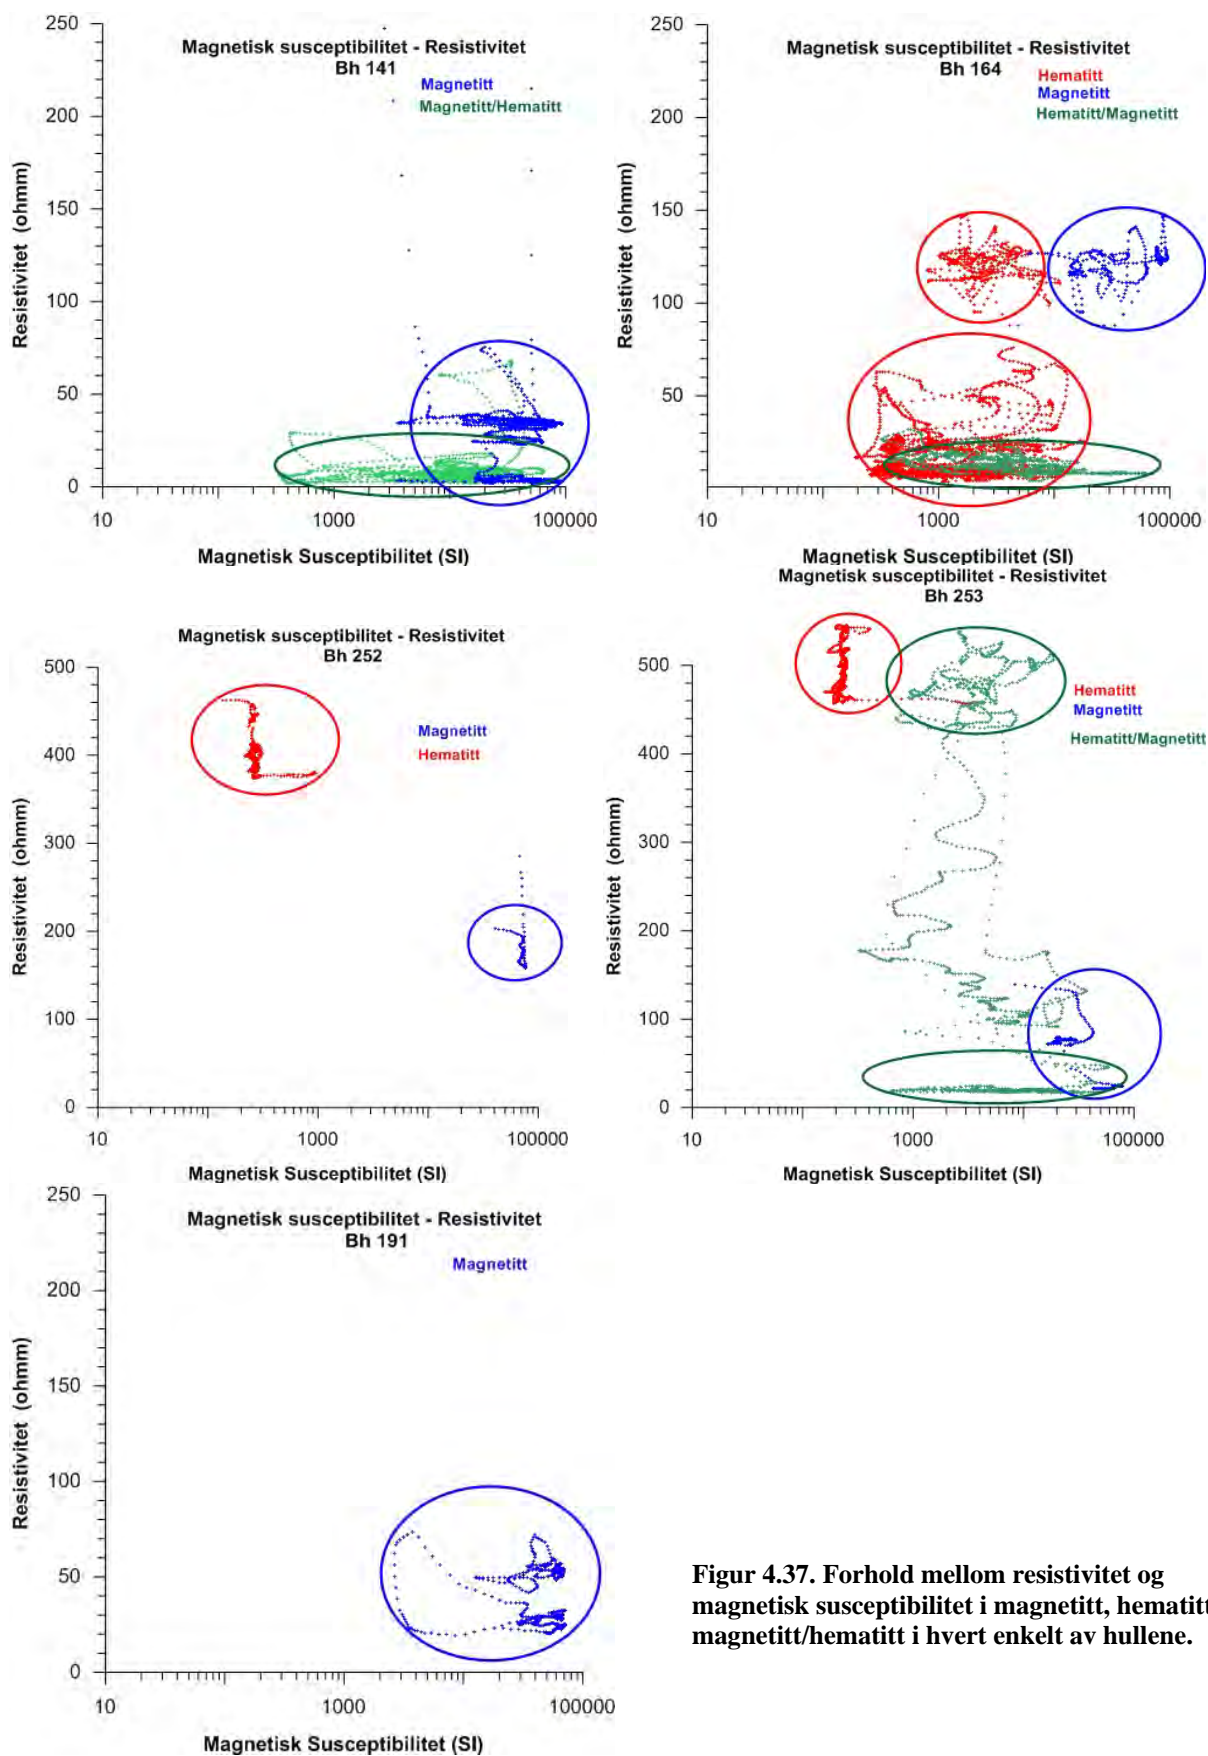 250
200
150
100
50
0
10
1000
100000
Resistivitet (ohmm)
Magnetisk susceptibilitet - Resistivitet
Bh 141
Magnetitt
Magnetitt/Hematitt
Magnetisk Susceptibilitet (SI)
250
200
150
100
50
0
10
1000
100000
Resistivitet (ohmm)
Magnetisk susceptibilitet - Resistivitet
Bh 164
Hematitt
Magnetitt
Hematitt/Magnetitt
Magnetisk Susceptibilitet (SI)
500
400
300
200
100
0
10
1000
100000
Resistivitet (ohmm)
Magnetisk susceptibilitet - Resistivitet
Bh 252
Magnetitt
Hematitt
Magnetisk Susceptibilitet (SI)
Magnetisk susceptibilitet - Resistivitet
Bh 253
500
400
300
200
100
0
10
1000
100000
Resistivitet (ohmm)
Hematitt
Magnetitt
Hematitt/Magnetitt
Magnetisk Susceptibilitet (SI)
250
200
150
100
50
0
10
1000
100000
Resistivitet (ohmm)
Magnetisk susceptibilitet - Resistivitet
Bh 191
Magnetitt
Magnetisk Susceptibilitet (SI)
Figur 4.37. Forhold mellom resistivitet og
magnetisk susceptibilitet i magnetitt, hematitt
magnetitt/hematitt i hvert enkelt av hullene.